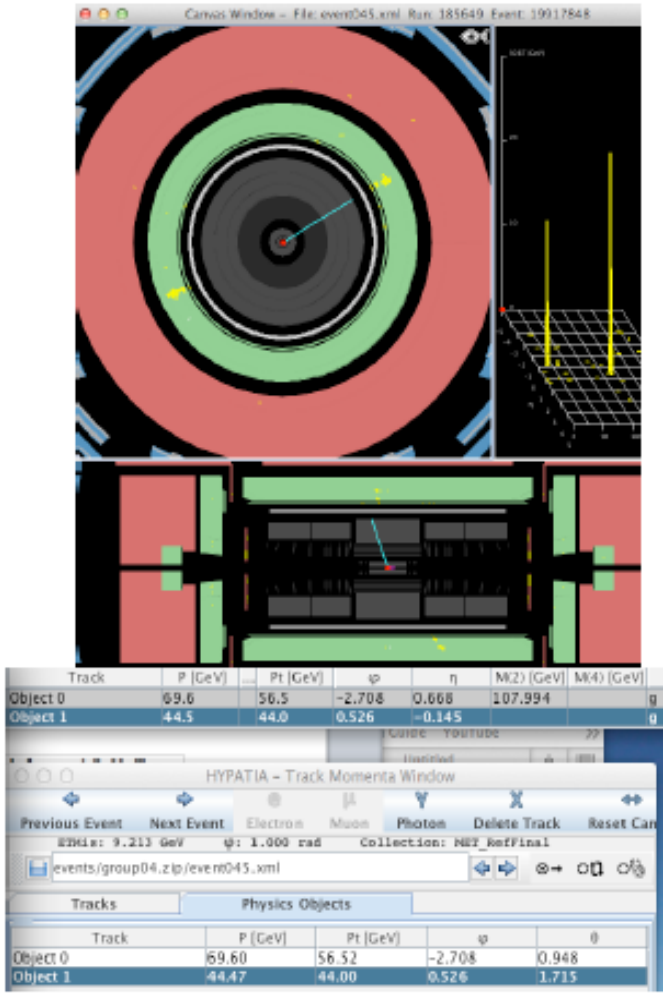 Canvas Window – File: event045.xml Run: 185649 Event: 19917848
Track P [GeV] ... Pt [GeV] φ η M(2) [GeV] M(4) [GeV]
Object 0 69.6 56.5 -2.708 0.668 107.994 g
Object 1 44.5 44.0 0.526 -0.145 g
Guide YouTube >>
Untitled
HYPATIA – Track Momenta Window
Previous Event Next Event Electron Muon Photon Delete Track Reset Can
ETMis: 9.213 GeV φ: 1.000 rad Collection: MET_RefFinal
events/group04.zip/event045.xml
Tracks Physics Objects
Track P [GeV] Pt [GeV] φ θ
Object 0 69.60 56.52 -2.708 0.948
Object 1 44.47 44.00 0.526 1.715